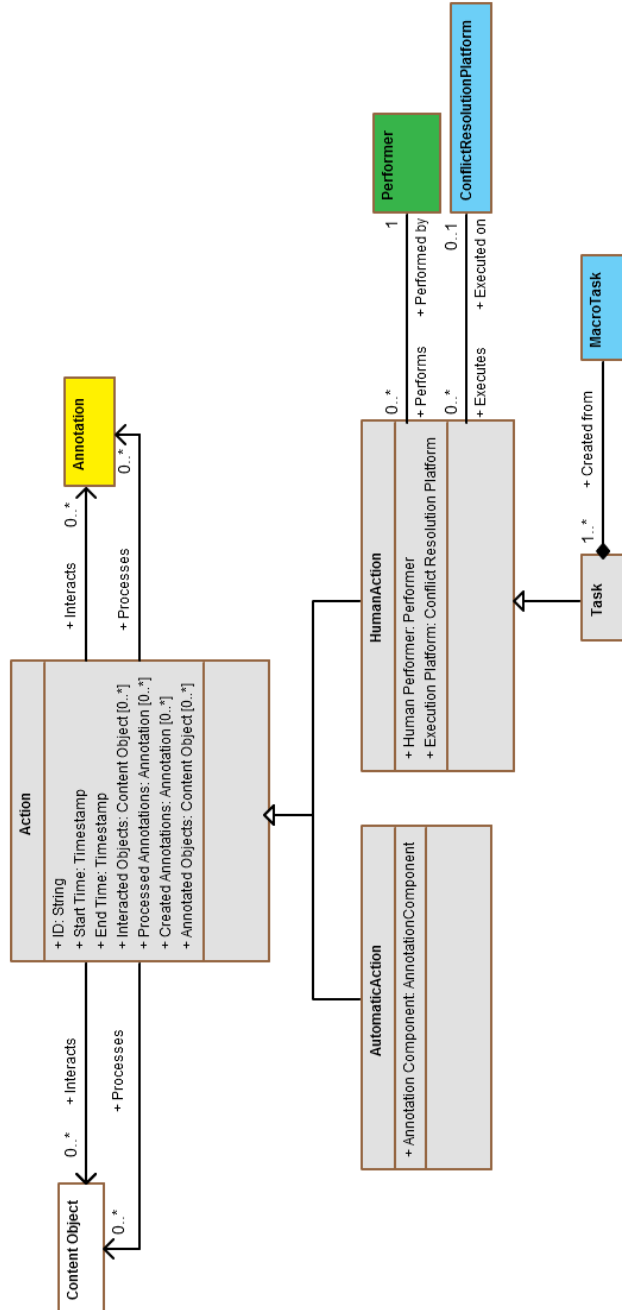 Action
+ ID: String
+ Start Time: Timestamp
+ End Time: Timestamp
+ Interacted Objects: Content Object [0..*]
+ Processed Annotations: Annotation [0..*]
+ Created Annotations: Annotation [0..*]
+ Annotated Objects: Content Object [0..*]
Content Object
0..*
+ Interacts
0..*
+ Processes
Annotation
+ Interacts
0..*
+ Processes
0..*
AutomaticAction
+ Annotation Component: AnnotationComponent
HumanAction
+ Human Performer: Performer
+ Execution Platform: Conflict Resolution Platform
0..*
+ Performs
1
+ Performed by
Performer
0..*
+ Executes
0..1
+ Executed on
ConflictResolutionPlatform
Task
1..*
+ Created from
MacroTask